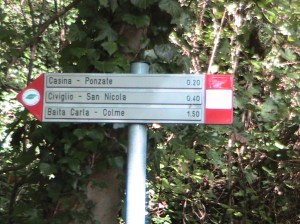 Casina - Ponzate 0.20
Civiglio - San Nicola 0.40
Baita Carla - Colme 1.50